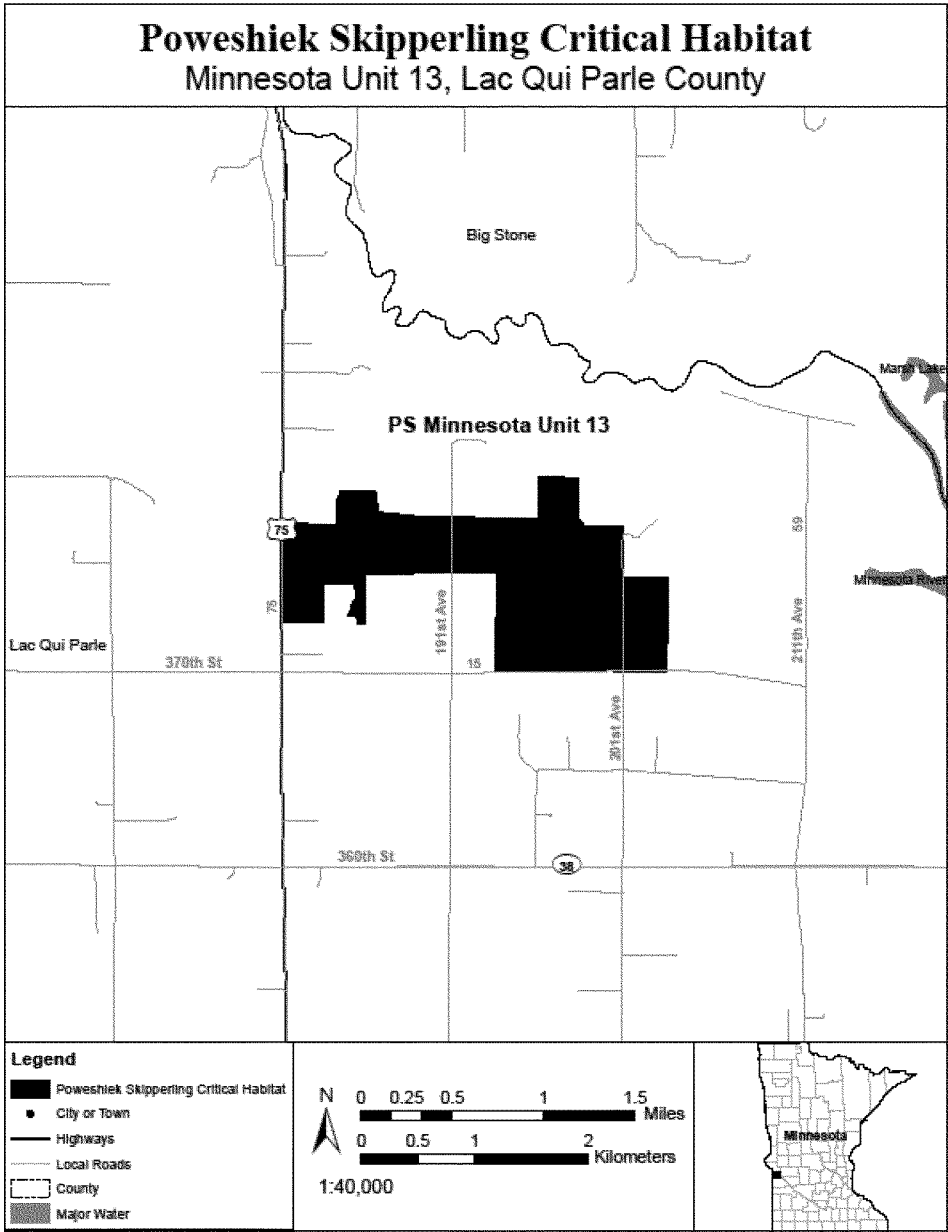 Poweshiek Skipperling Critical Habitat
Minnesota Unit 13, Lac Qui Parle County
Big Stone
Marsh Lake
PS Minnesota Unit 13
75
59
Minnesota River
75
191st Ave
211th Ave
Lac Qui Parle
370th St
15
301st Ave
360th St
38
Legend
Poweshiek Skipperling Critical Habitat
City or Town
Highways
Local Roads
County
Major Water
N
0 0.25 0.5 1 1.5
Miles
0 0.5 1 2
Kilometers
1:40,000
Minnesota